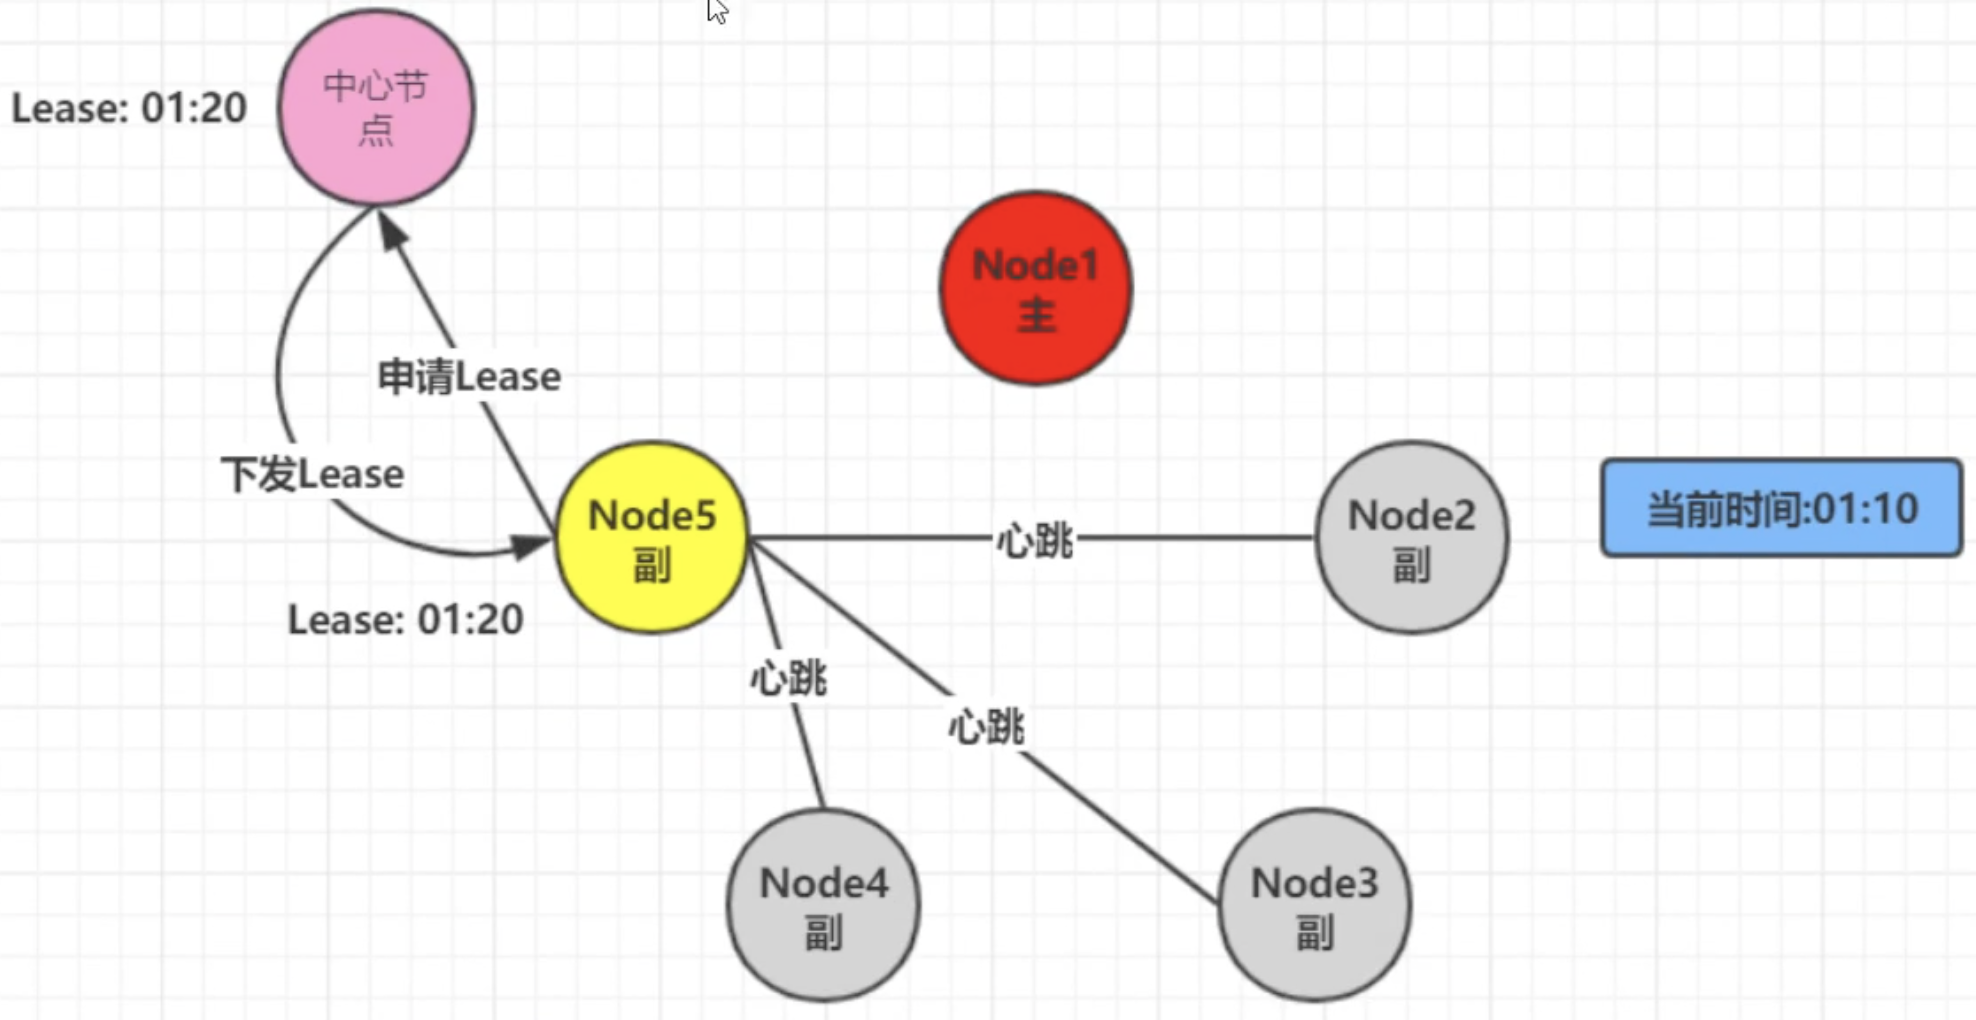 Lease: 01:20
中心节
点
Node1
主
申请Lease
下发Lease
Node5
副
心跳
Node2
副
当前时间:01:10
Lease: 01:20
心跳
心跳
Node4
副
Node3
副